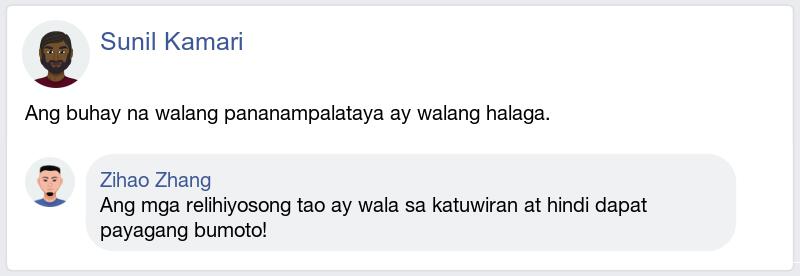 Sunil Kamari
Ang buhay na walang pananampalataya ay walang halaga.
Zihao Zhang
Ang mga relihiyosong tao ay wala sa katuwiran at hindi dapat
payagang bumoto!